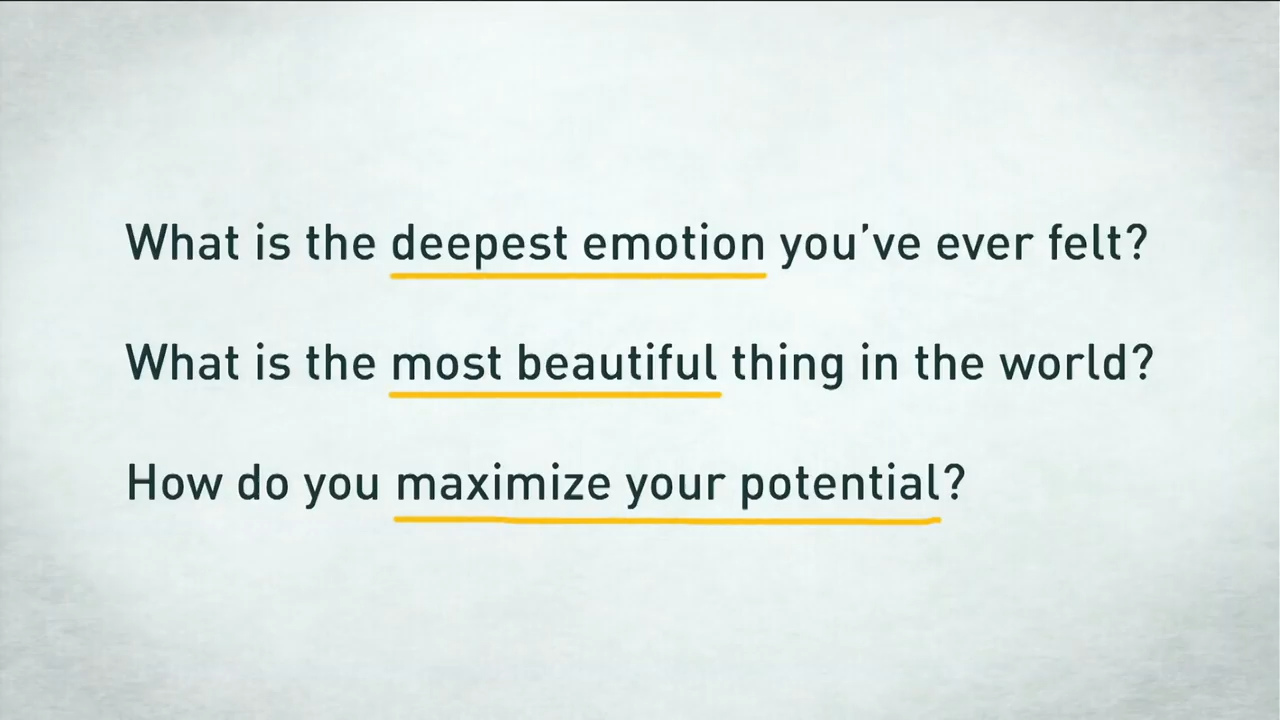 What is the deepest emotion you've ever felt?
What is the most beautiful thing in the world?
How do you maximize your potential?